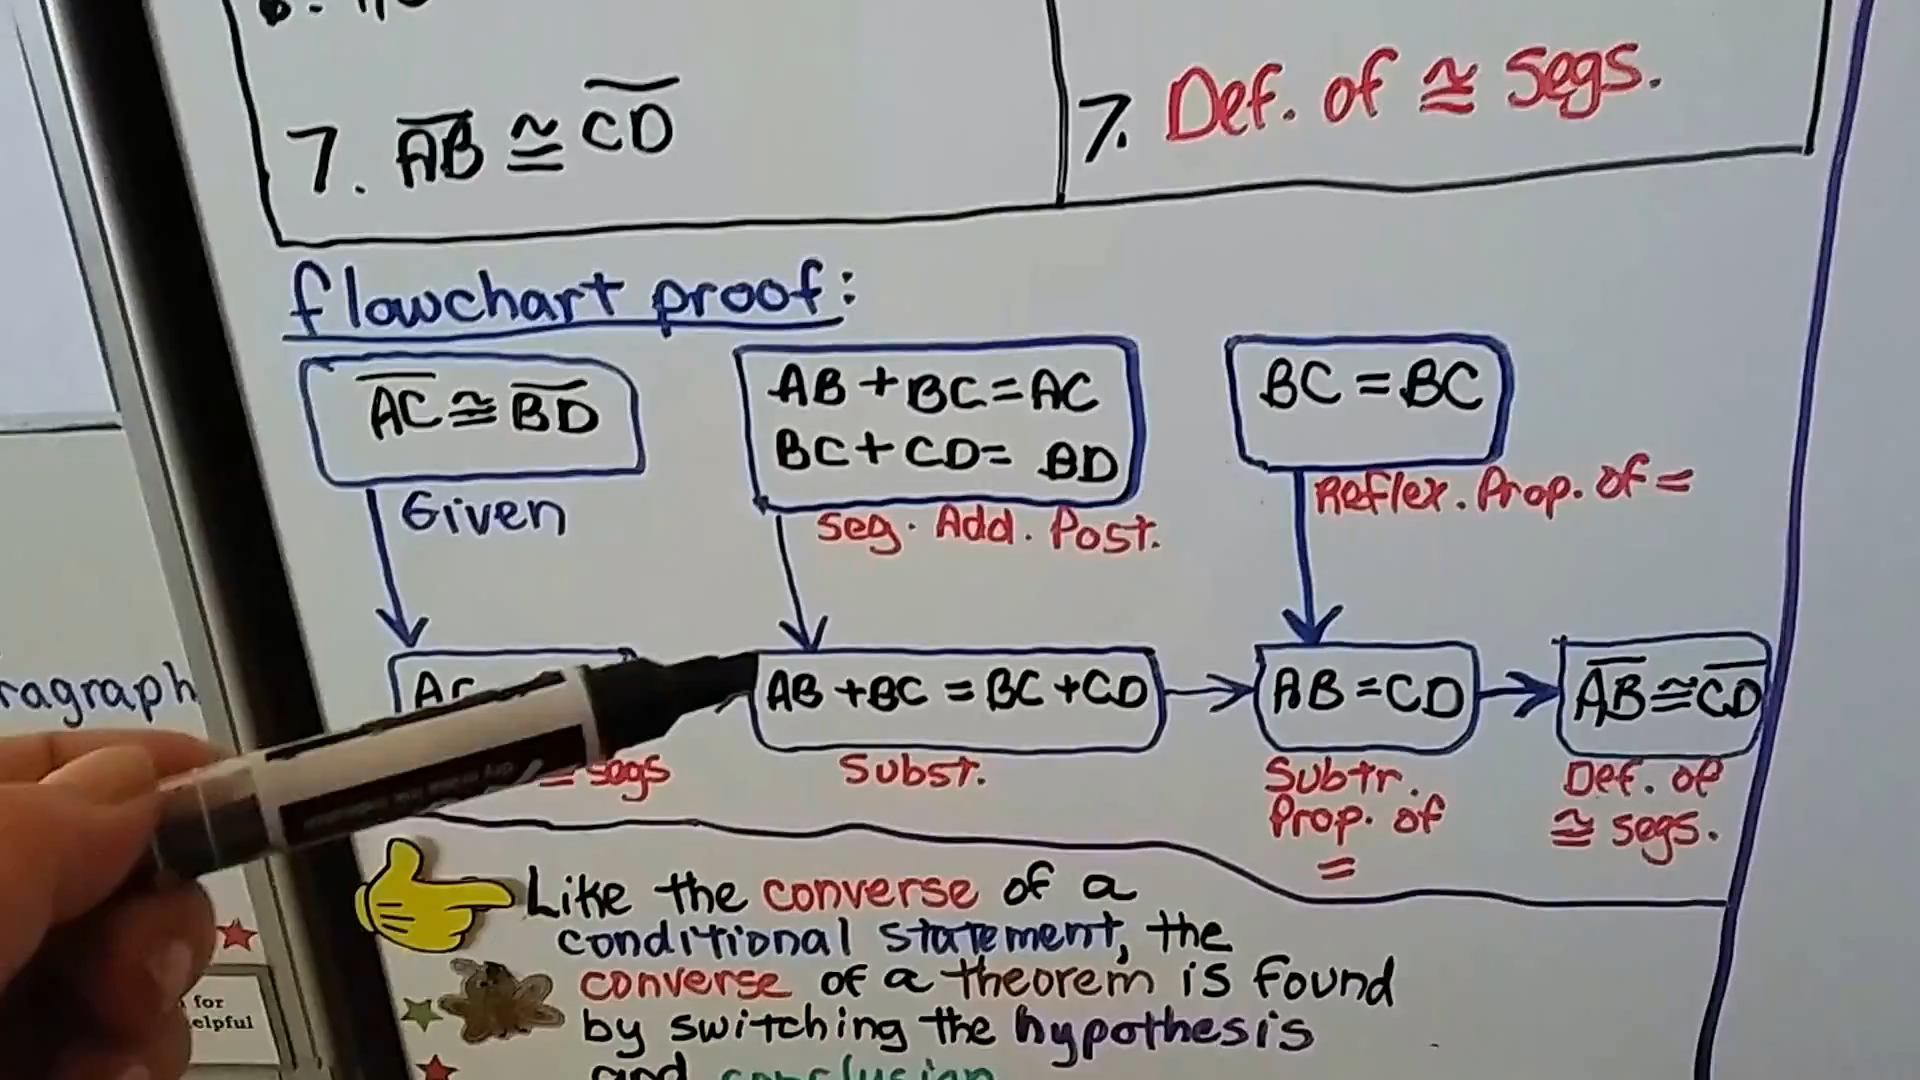 7. AB ≅ CD
7. Def. of ≅ segs.
flowchart proof:
AC ≅ BD
Given
AB + BC = AC
BC + CD = BD
Seg. Add. Post.
BC = BC
Reflex. Prop. of =
AB + BC = BC + CD
Subst.
AB = CD
Subtr.
Prop. of
=
AB ≅ CD
Def. of
≅ segs.
segs
Like the converse of a
conditional statement, the
converse of a theorem is found
by switching the hypothesis
and conclusion
for